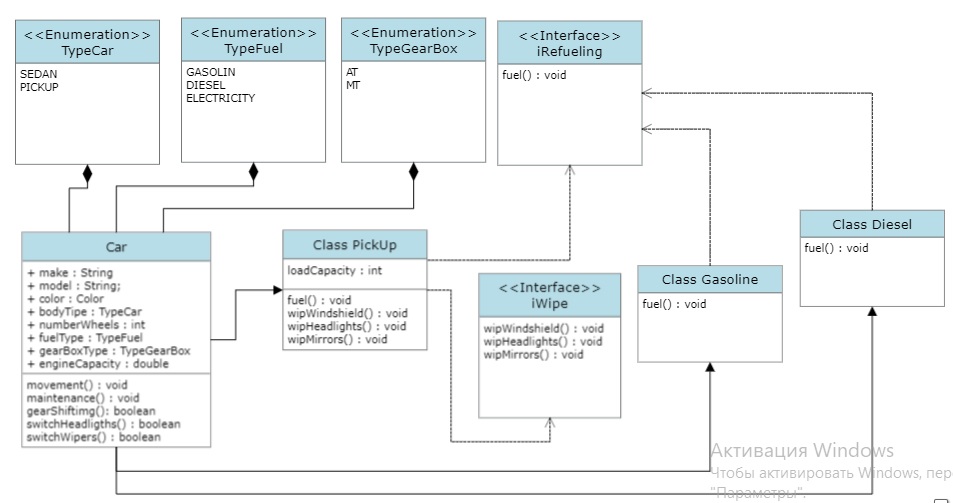 <<Enumeration>>
TypeCar
SEDAN
PICKUP
<<Enumeration>>
TypeFuel
GASOLIN
DIESEL
ELECTRICITY
<<Enumeration>>
TypeGearBox
AT
MT
<<Interface>>
iRefueling
fuel() : void
Car
+ make : String
+ model : String;
+ color : Color
+ bodyTipe : TypeCar
+ numberWheels : int
+ fuelType : TypeFuel
+ gearBoxType : TypeGearBox
+ engineCapacity : double
movement() : void
maintenance() : void
gearShiftimg(): boolean
switchHeadligths() : boolean
switchWipers() : boolean
Class PickUp
loadCapacity : int
fuel() : void
wipWindshield() : void
wipHeadlights() : void
wipMirrors() : void
<<Interface>>
iWipe
wipWindshield() : void
wipHeadlights() : void
wipMirrors() : void
Class Gasoline
fuel() : void
Class Diesel
fuel() : void
Активация Windows
Чтобы активировать Windows, пер
"Параметры".